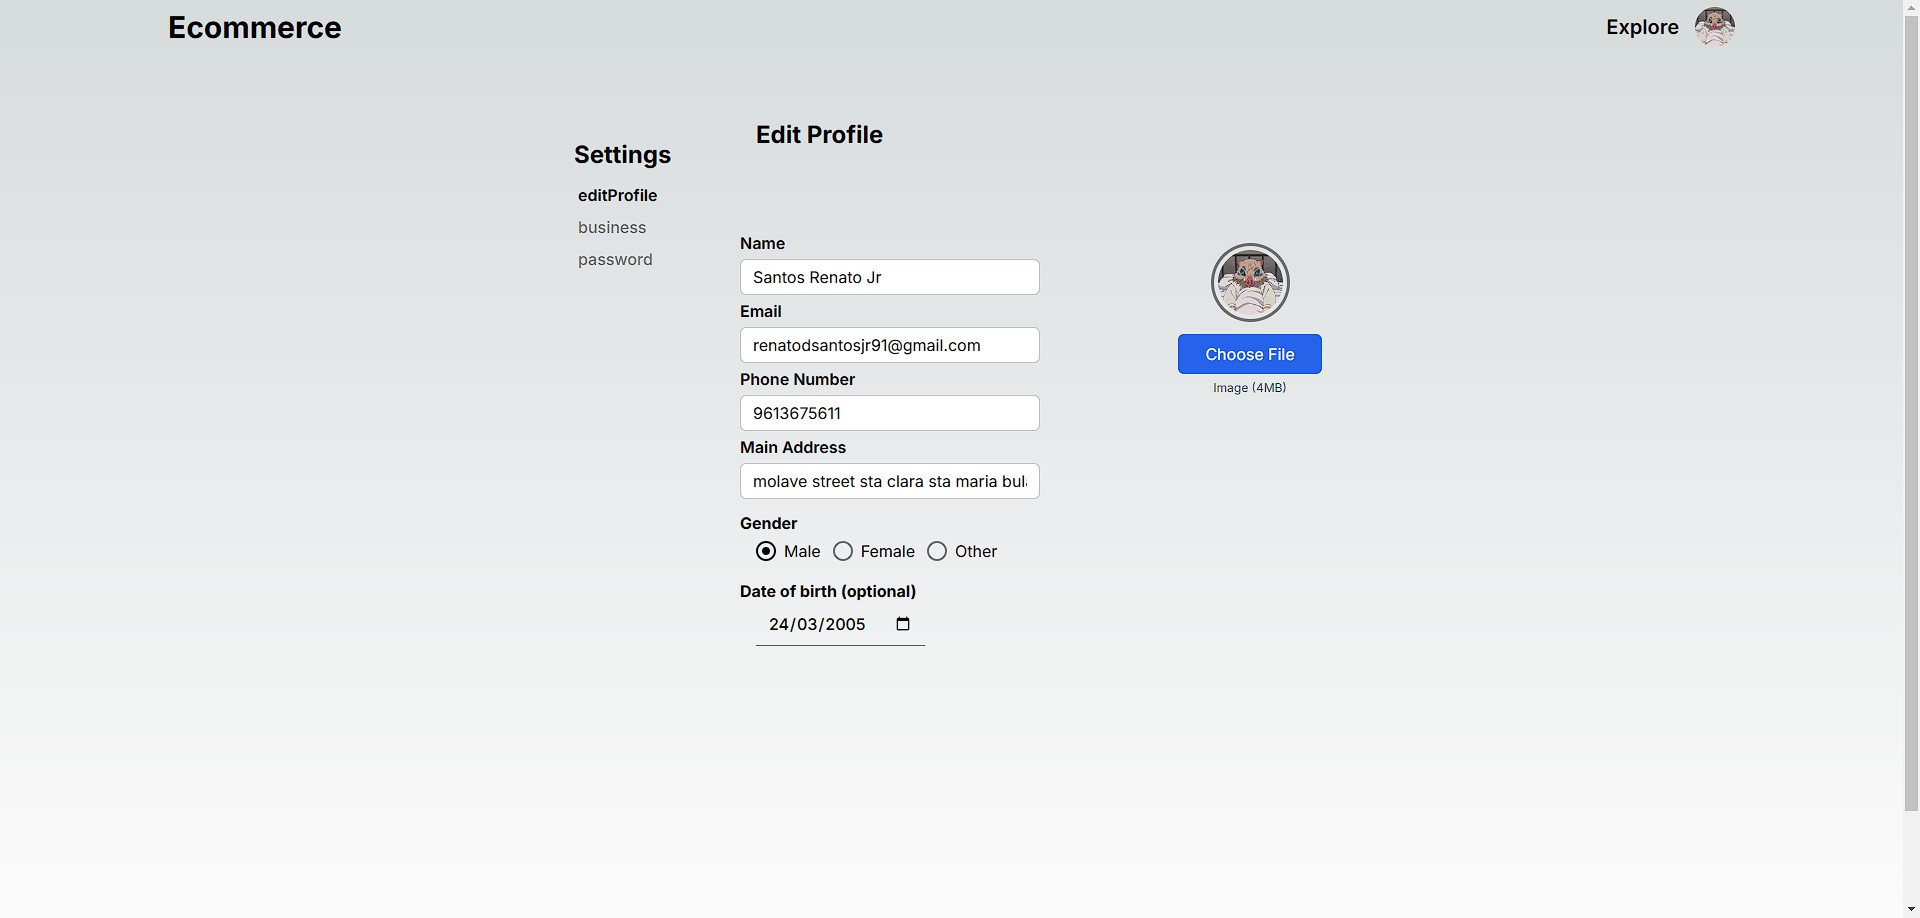 Ecommerce
Explore
Settings
editProfile
business
password
Edit Profile
Name
Santos Renato Jr
Email
renatodsantosjr91@gmail.com
Phone Number
9613675611
Main Address
molave street sta clara sta maria bul
Gender
Male Female Other
Date of birth (optional)
24/03/2005
Choose File
Image (4MB)